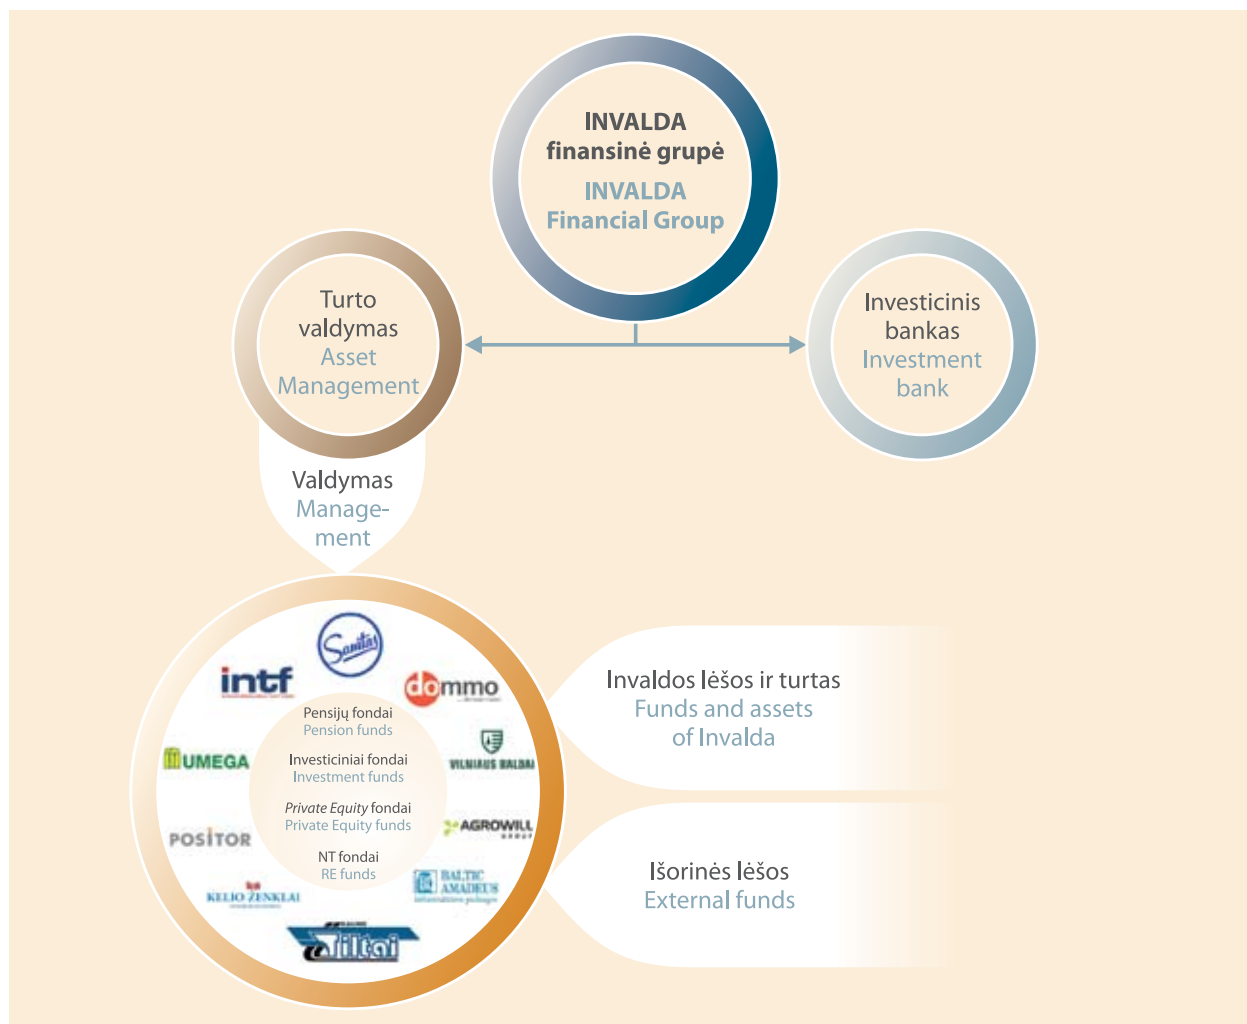 INVALDA
finansinė grupė
INVALDA
Financial Group
Turto
valdymas
Asset
Management
Investicinis
bankas
Investment
bank
Valdymas
Manage-
ment
Sanitas
intf
dommo
Pensijų fondai
Pension funds
Investiciniai fondai
Investment funds
Private Equity fondai
Private Equity funds
NT fondai
RE funds
UMEGA
VILNIAUS BALDAI
POSITOR
AGROWILL
GROUP
KELIO ŽENKLAI
BALTIC
AMADEUS
Tiltai
Invaldos lėšos ir turtas
Funds and assets
of Invalda
Išorinės lėšos
External funds